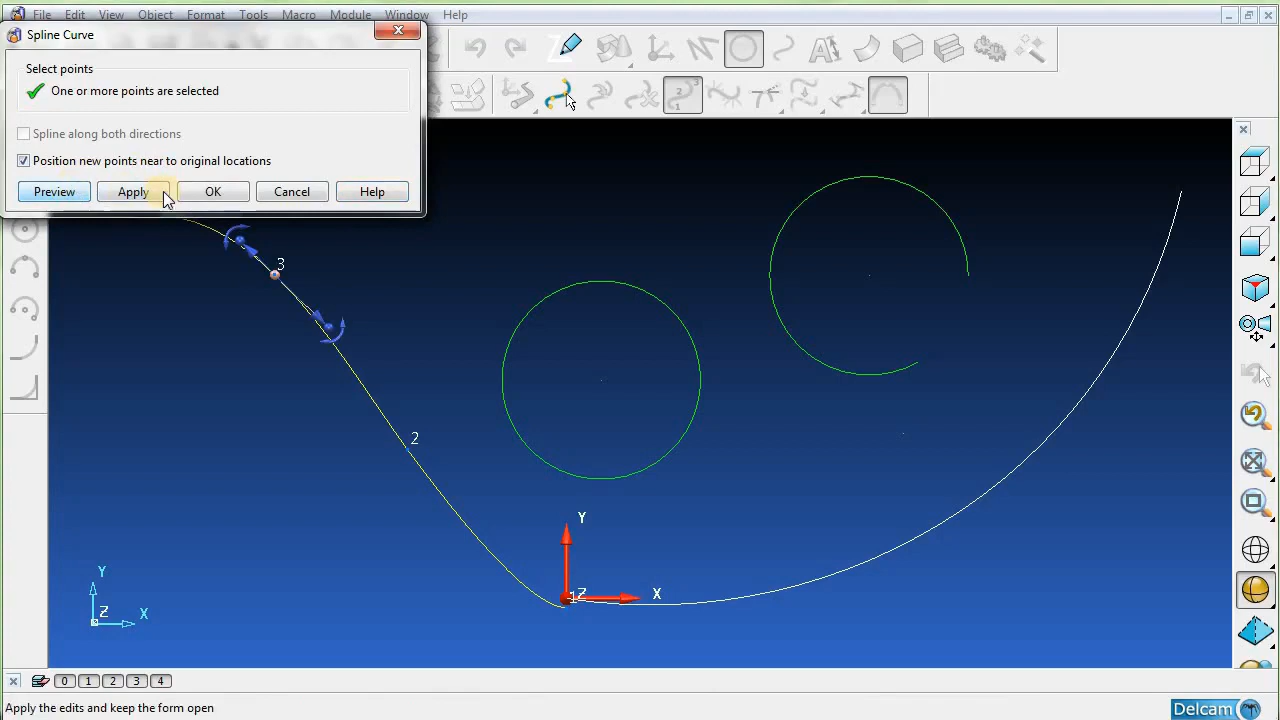 File Edit View Object Format Tools Macro Module Window Help
Spline Curve
Select points
One or more points are selected
Spline along both directions
Position new points near to original locations
Preview Apply OK Cancel Help
3
2
Y
1 Z X
Y
Z X
0 1 2 3 4
Apply the edits and keep the form open
Delcam